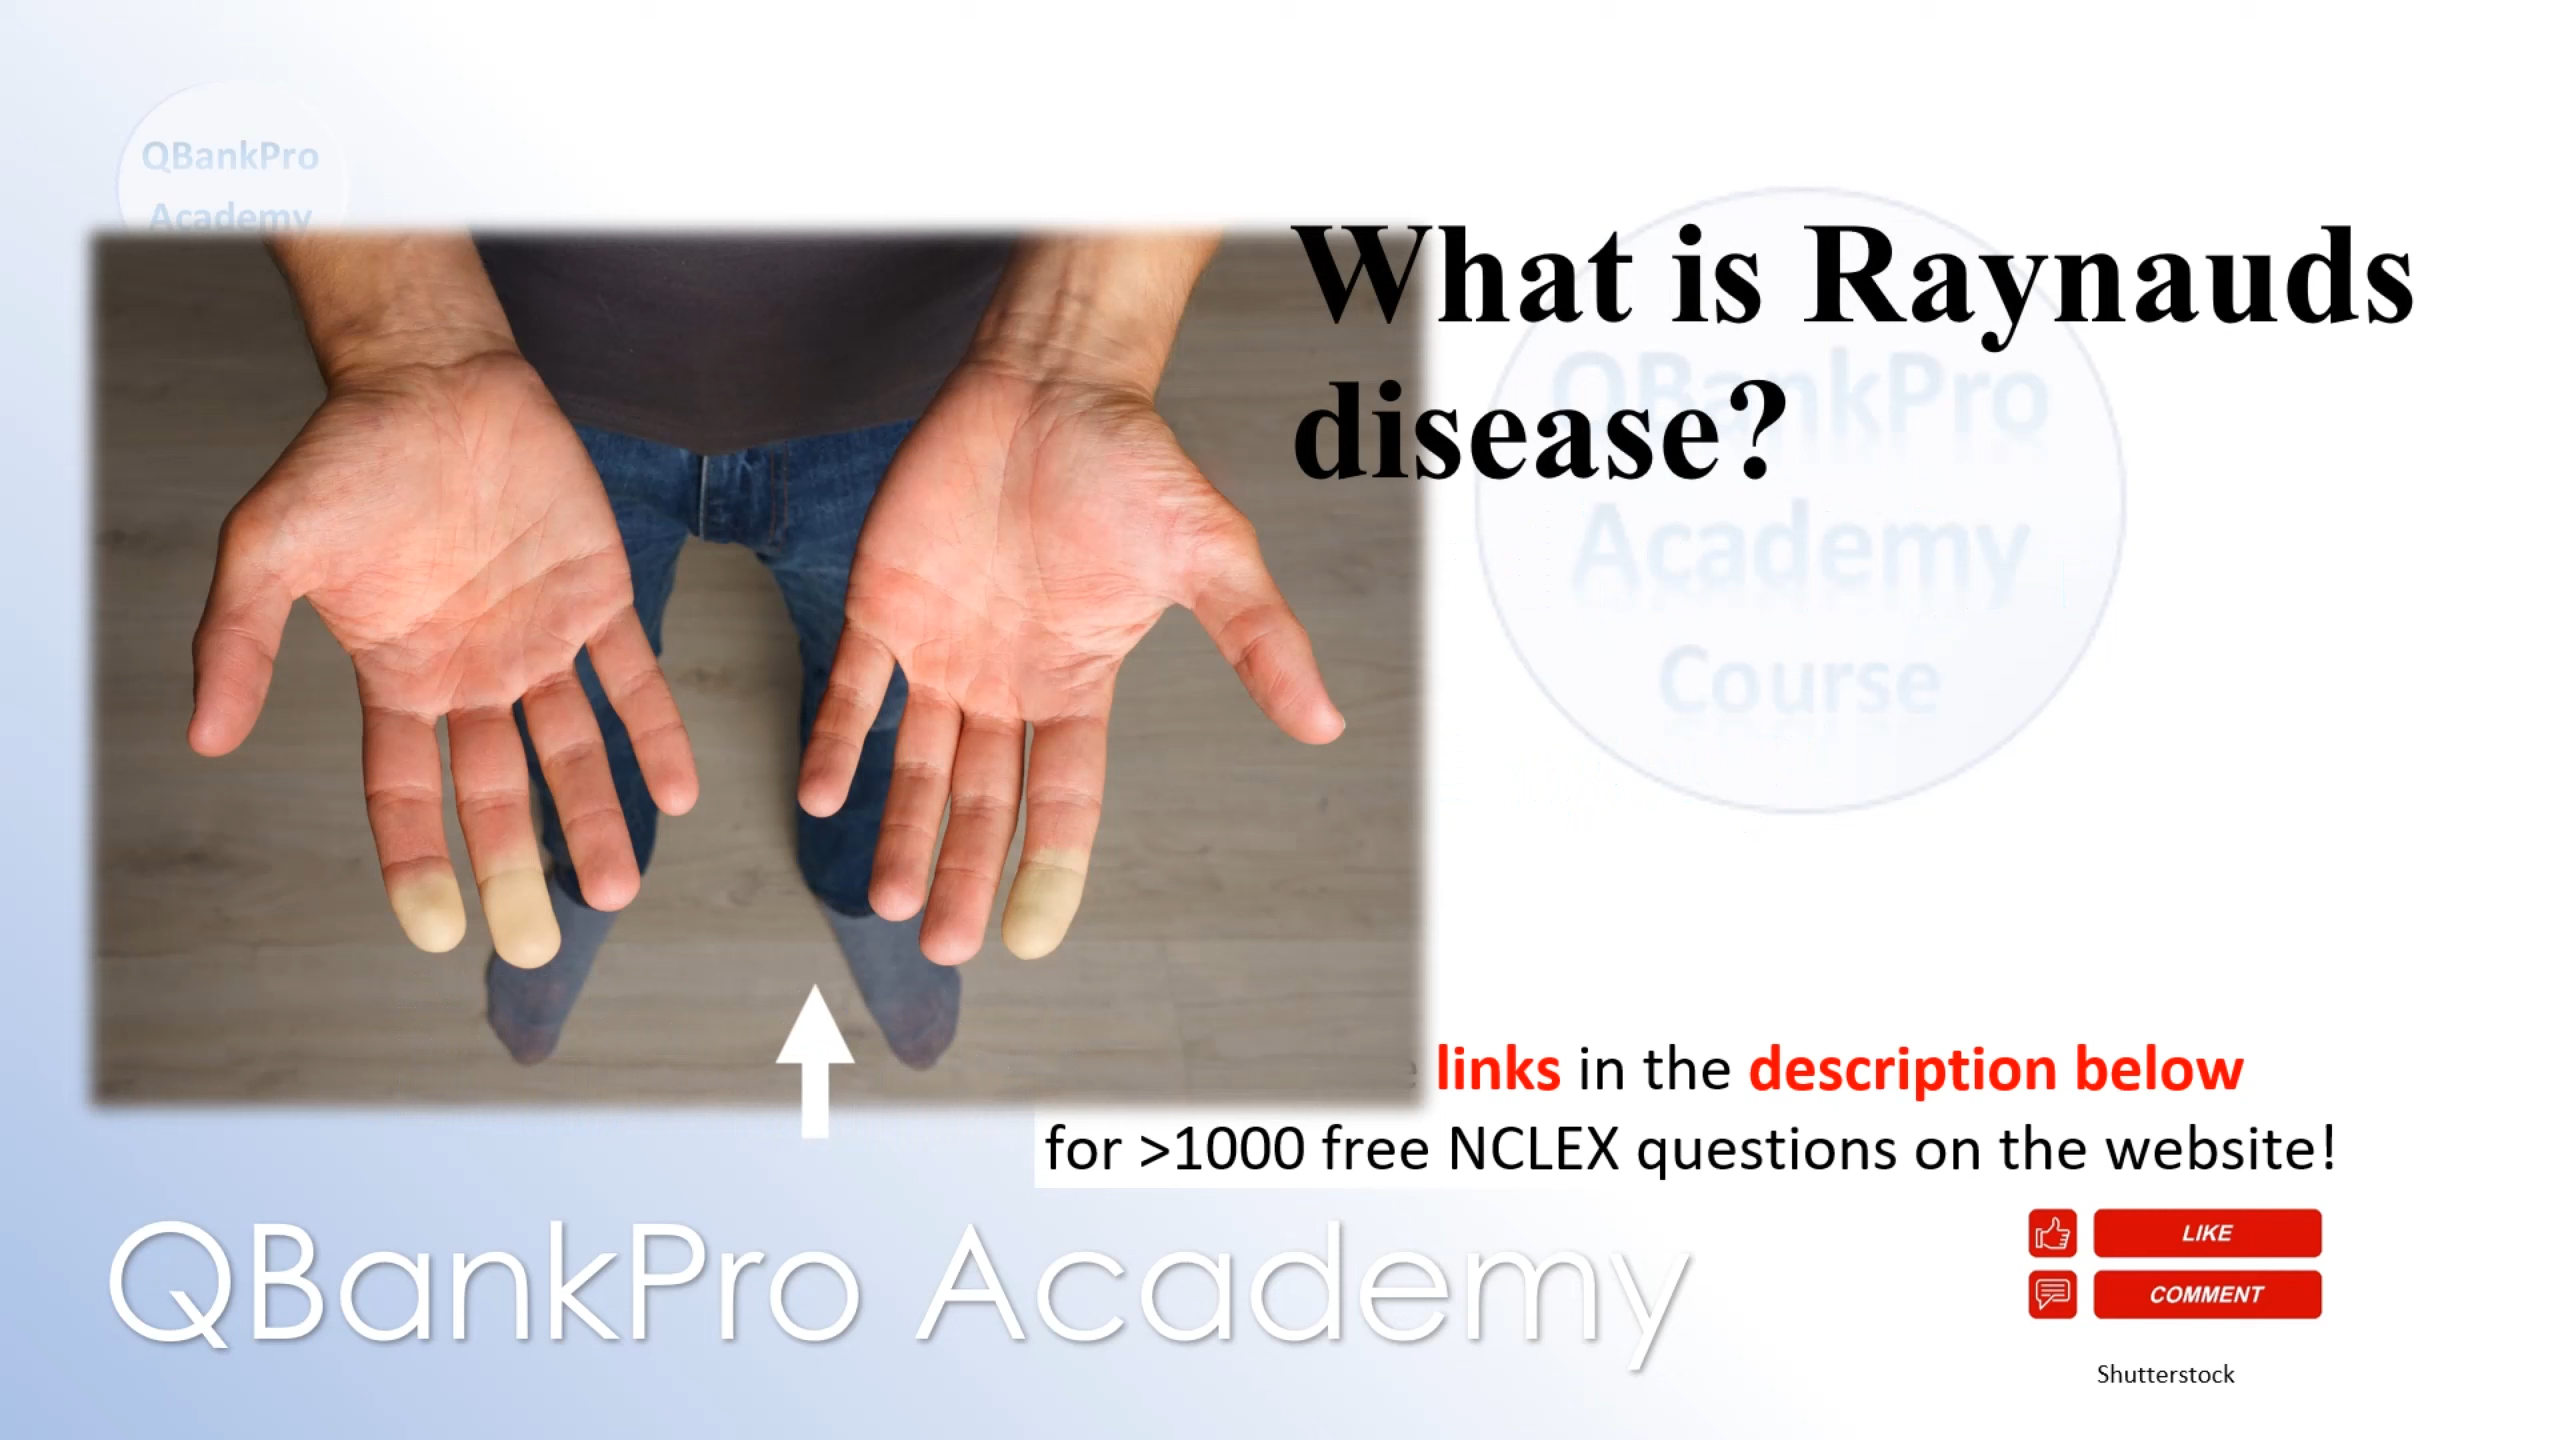 QBankPro
Academy
What is Raynauds
disease?
QBankPro
Academy
Course
links in the description below
for >1000 free NCLEX questions on the website!
QBankPro Academy
LIKE
COMMENT
Shutterstock